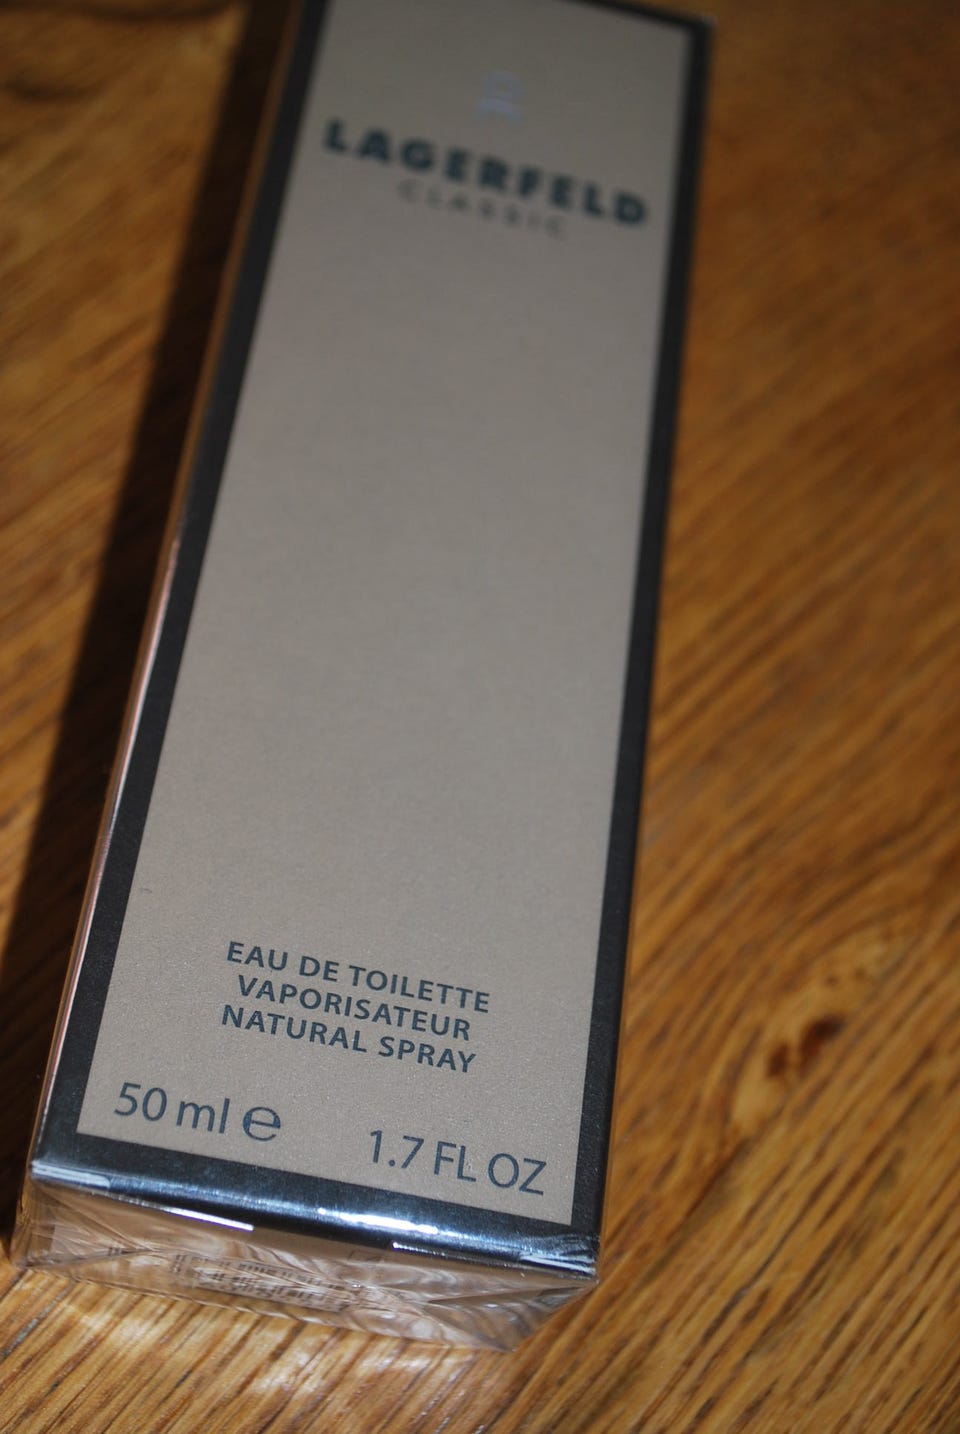 LAGERFELD
CLASSIC
EAU DE TOILETTE
VAPORISATEUR
NATURAL SPRAY
50 ml ℮
1.7 FL OZ